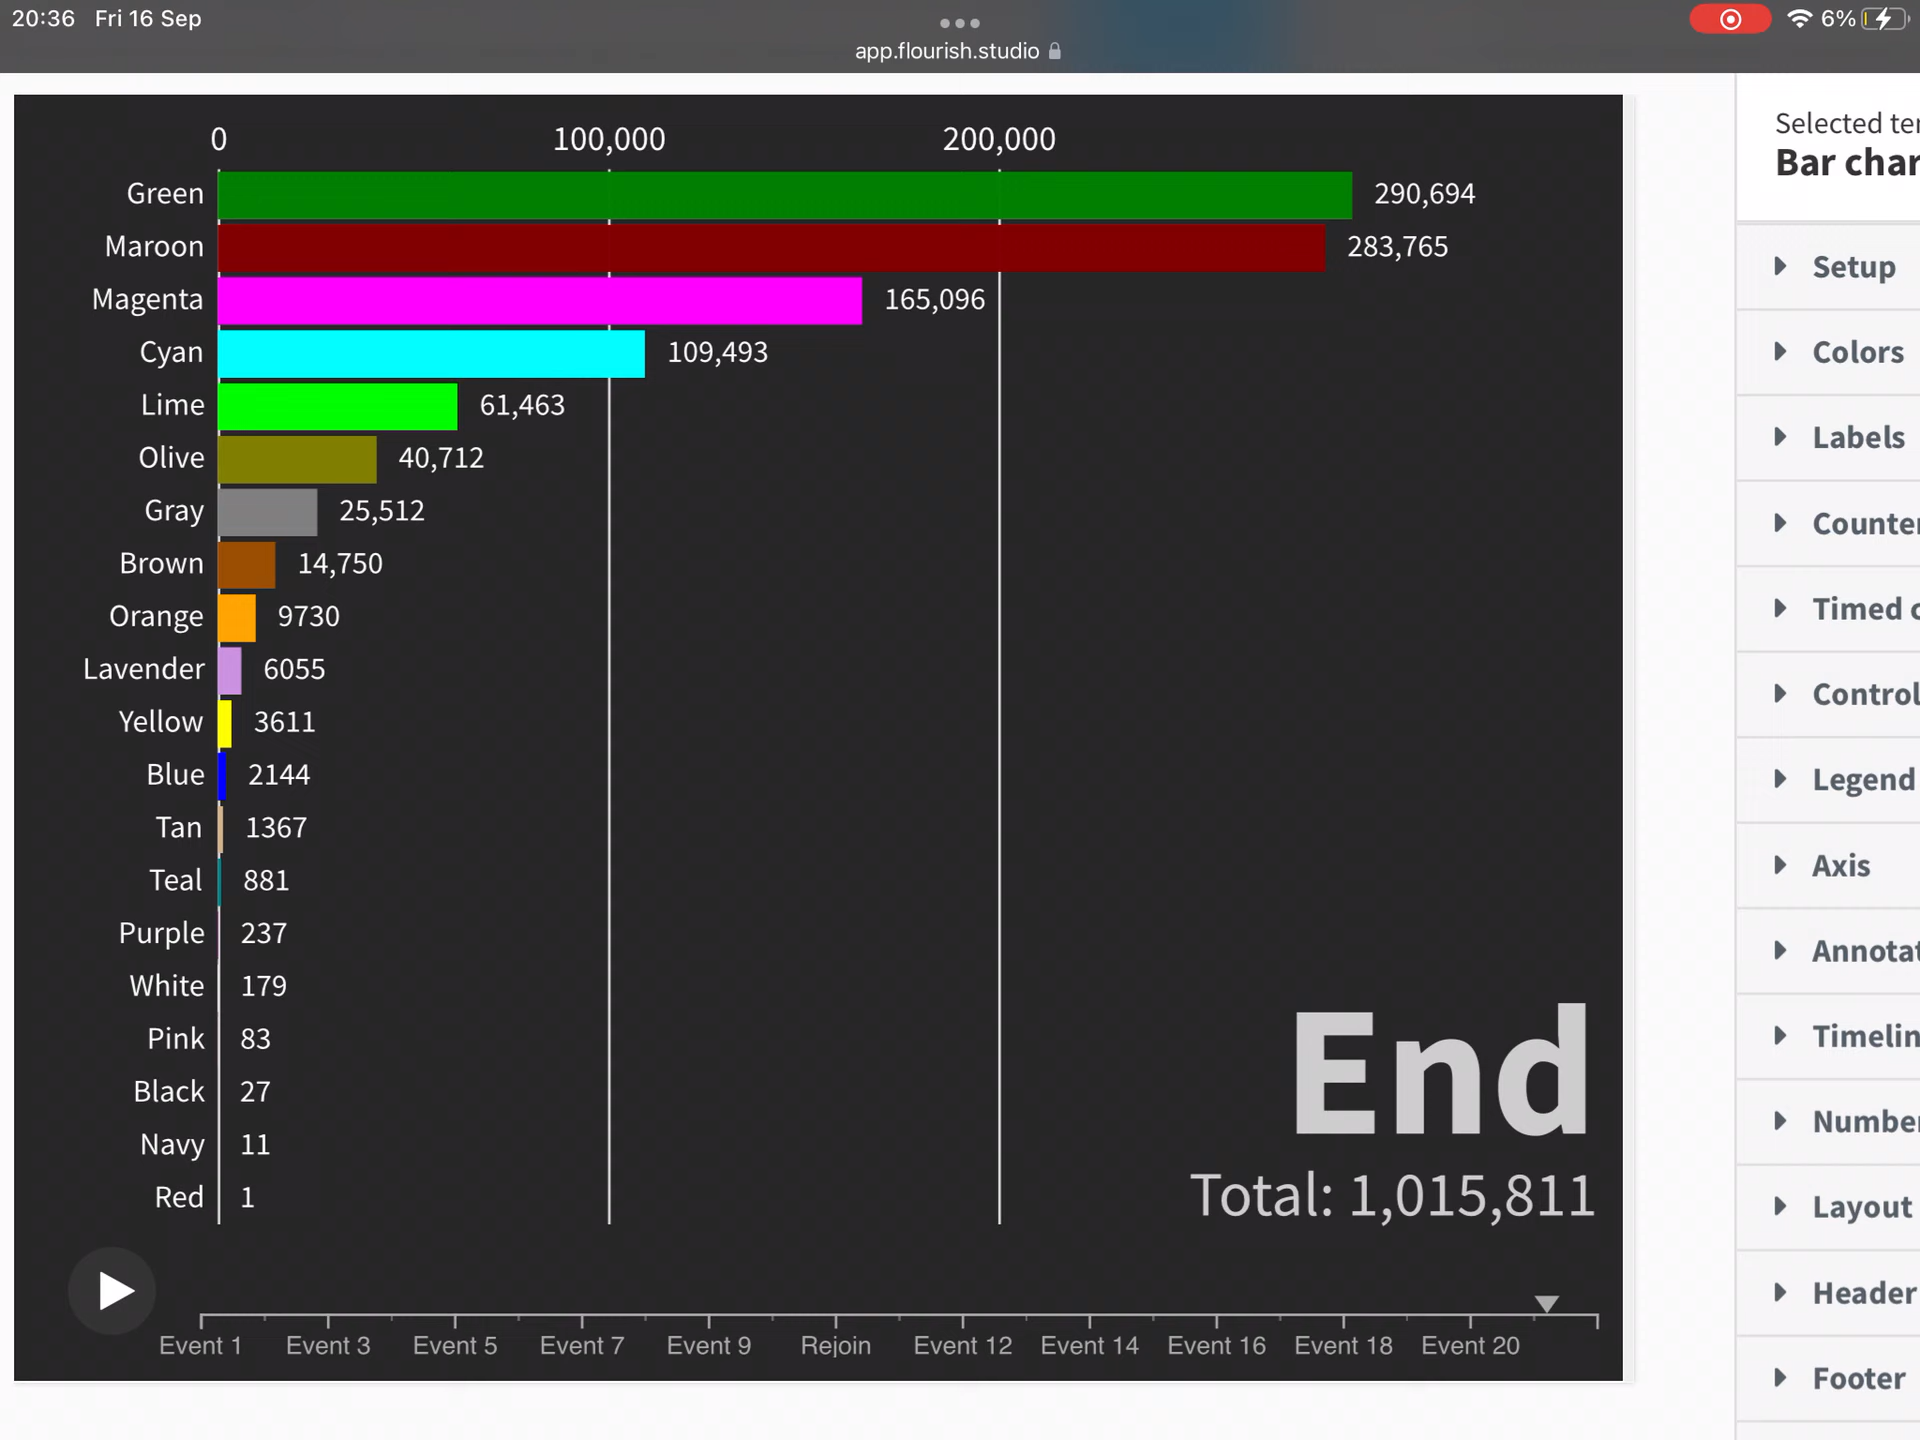 20:36 Fri 16 Sep
6%
app.flourish.studio
0 100,000 200,000
Green 290,694
Maroon 283,765
Magenta 165,096
Cyan 109,493
Lime 61,463
Olive 40,712
Gray 25,512
Brown 14,750
Orange 9730
Lavender 6055
Yellow 3611
Blue 2144
Tan 1367
Teal 881
Purple 237
White 179
Pink 83
Black 27
Navy 11
Red 1
End
Total: 1,015,811
Event 1 Event 3 Event 5 Event 7 Event 9 Rejoin Event 12 Event 14 Event 16 Event 18 Event 20
Selected
Bar
Setup
Colors
Labels
Timed
Legend
Axis
Layout
Header
Footer